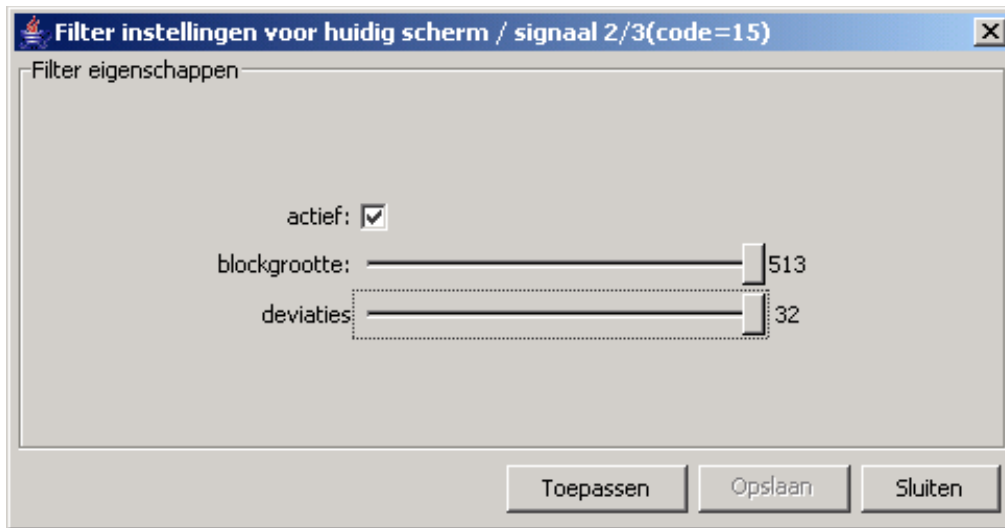 Filter instellingen voor huidig scherm / signaal 2/3(code=15)
Filter eigenschappen
actief:
blockgrootte: 513
deviaties 32
Toepassen Opslaan Sluiten